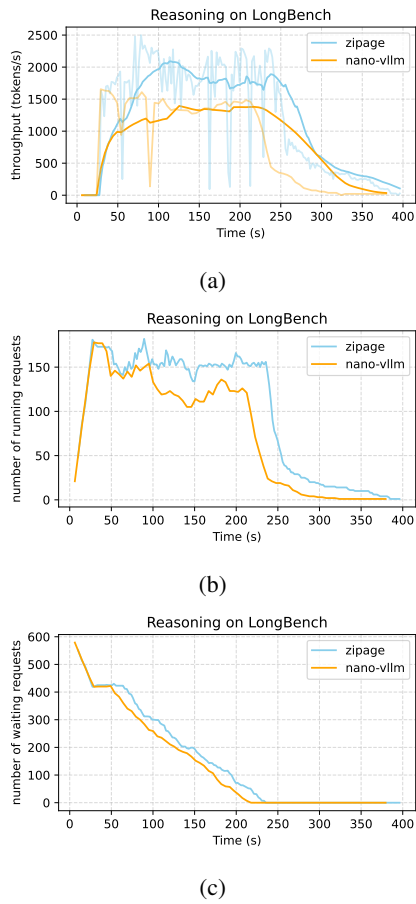 Reasoning on LongBench
throughput (tokens/s)
2500
2000
1500
1000
500
0
zipage
nano-vllm
0 50 100 150 200 250 300 350 400
Time (s)
(a)
Reasoning on LongBench
number of running requests
150
100
50
0
zipage
nano-vllm
0 50 100 150 200 250 300 350 400
Time (s)
(b)
Reasoning on LongBench
number of waiting requests
600
500
400
300
200
100
0
zipage
nano-vllm
0 50 100 150 200 250 300 350 400
Time (s)
(c)